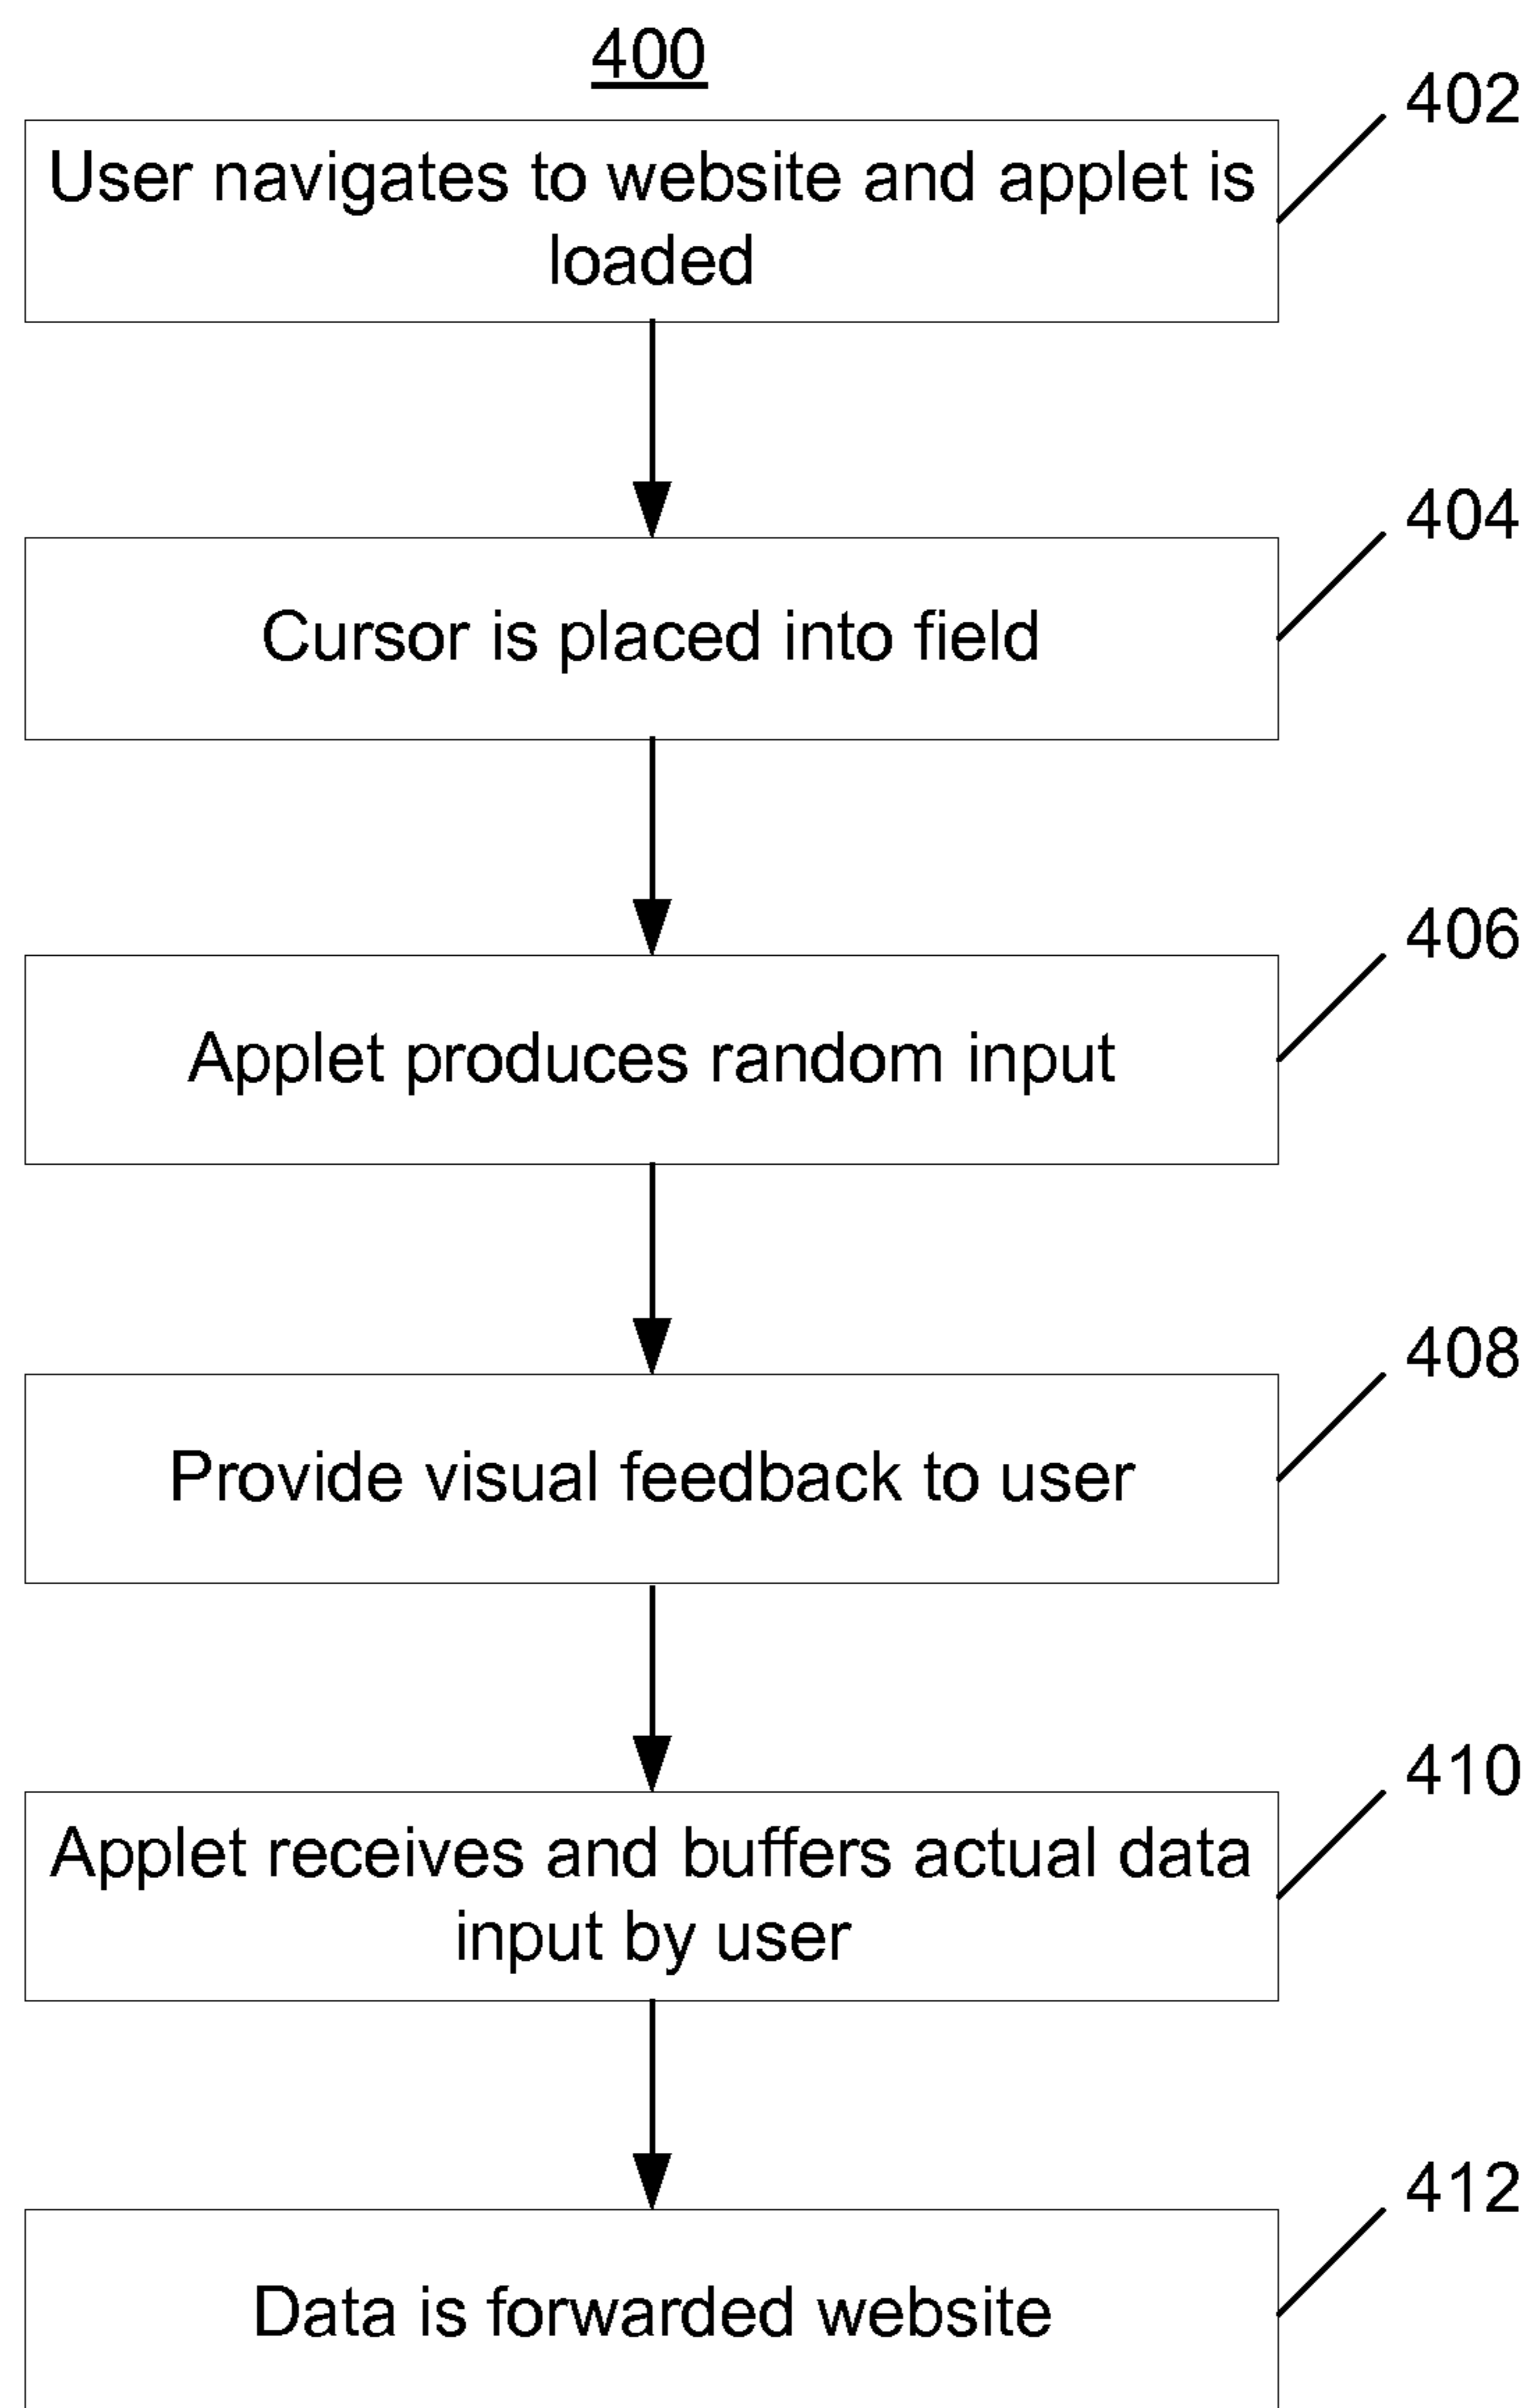 400
402
User navigates to website and applet is
loaded
404
Cursor is placed into field
406
Applet produces random input
408
Provide visual feedback to user
410
Applet receives and buffers actual data
input by user
412
Data is forwarded website